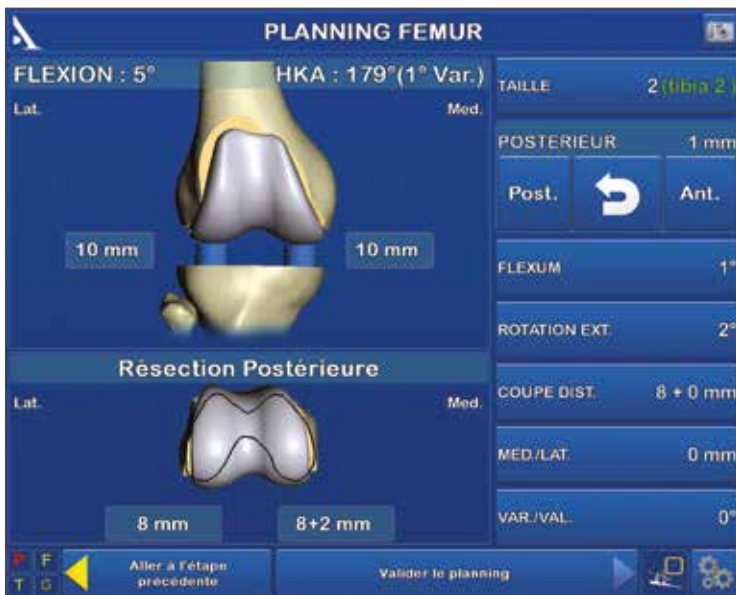 PLANNING FEMUR
FLEXION : 5°
HKA : 179°(1° Var.)
Lat.
Med.
10 mm
10 mm
Résection Postérieure
Lat.
Med.
8 mm
8+2 mm
TAILLE 2 (tibia 2 )
POSTERIEUR 1 mm
Post.
Ant.
FLEXUM 1°
ROTATION EXT. 2°
COUPE DIST. 8 + 0 mm
MED./LAT. 0 mm
VAR./VAL. 0°
P F
T G
Aller à l'étape
précédente
Valider le planning